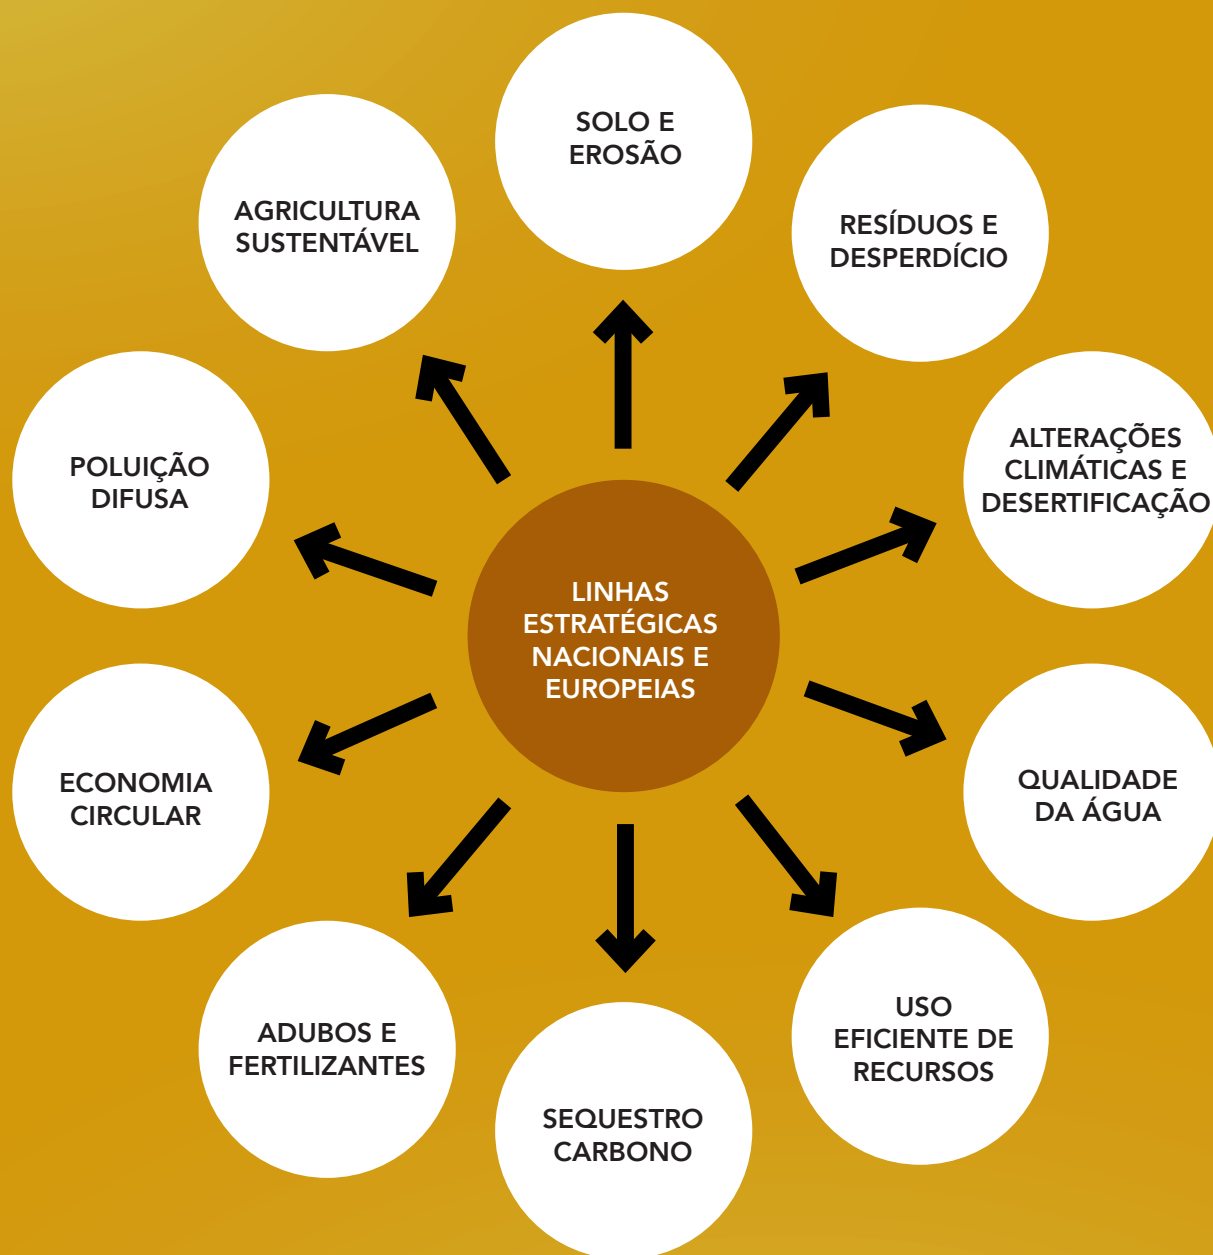 SOLO E
EROSÃO
AGRICULTURA
SUSTENTÁVEL
RESÍDUOS E
DESPERDÍCIO
POLUIÇÃO
DIFUSA
ALTERAÇÕES
CLIMÁTICAS E
DESERTIFICAÇÃO
LINHAS
ESTRATÉGICAS
NACIONAIS E
EUROPEIAS
ECONOMIA
CIRCULAR
QUALIDADE
DA ÁGUA
ADUBOS E
FERTILIZANTES
USO
EFICIENTE DE
RECURSOS
SEQUESTRO
CARBONO